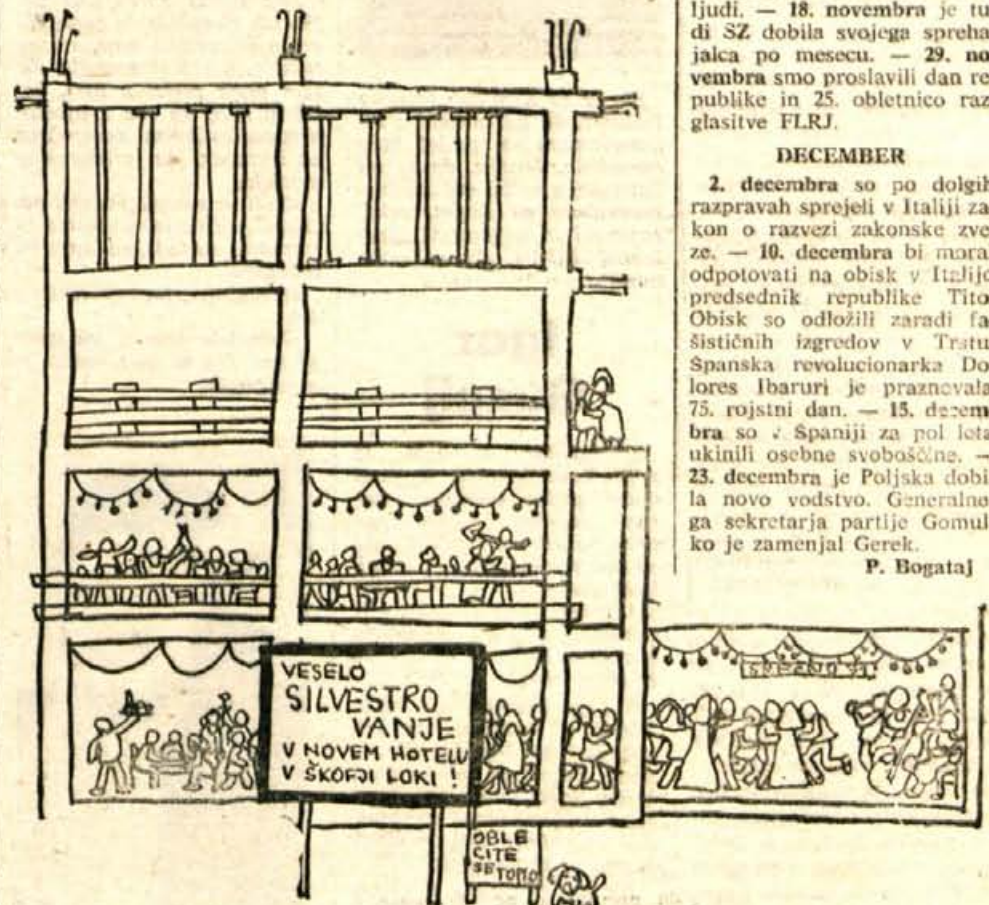 ljudi. — 18. novembra je tu
di SZ dobila svojega spreha
jalca po mesecu. — 29. no
vembra smo proslavili dan re
publike in 25. obletnico raz
glasitve FLRJ.
DECEMBER
2. decembra so po dolgih
razpravah sprejeli v Italiji za
kon o razvezi zakonske zve
ze. — 10. decembra bi mora
odpotovati na obisk v Italijo
predsednik republike Tito
Obisk so odložili zaradi fa
šističnih izgredov v Trstu
Španska revolucionarka Do
lores Ibaruri je praznovala
75. rojstni dan. — 15. decem
bra so v Španiji za pol leta
ukinili osebne svoboščine. —
23. decembra je Poljska dobi
la novo vodstvo. Generalne
ga sekretarja partije Gomul
ko je zamenjal Gerek.
P. Bogataj
VESELO
SILVESTRO
VANJE
V NOVEM HOTELU
V ŠKOFJI LOKI !
OBLE
CITE
SE TOPLO